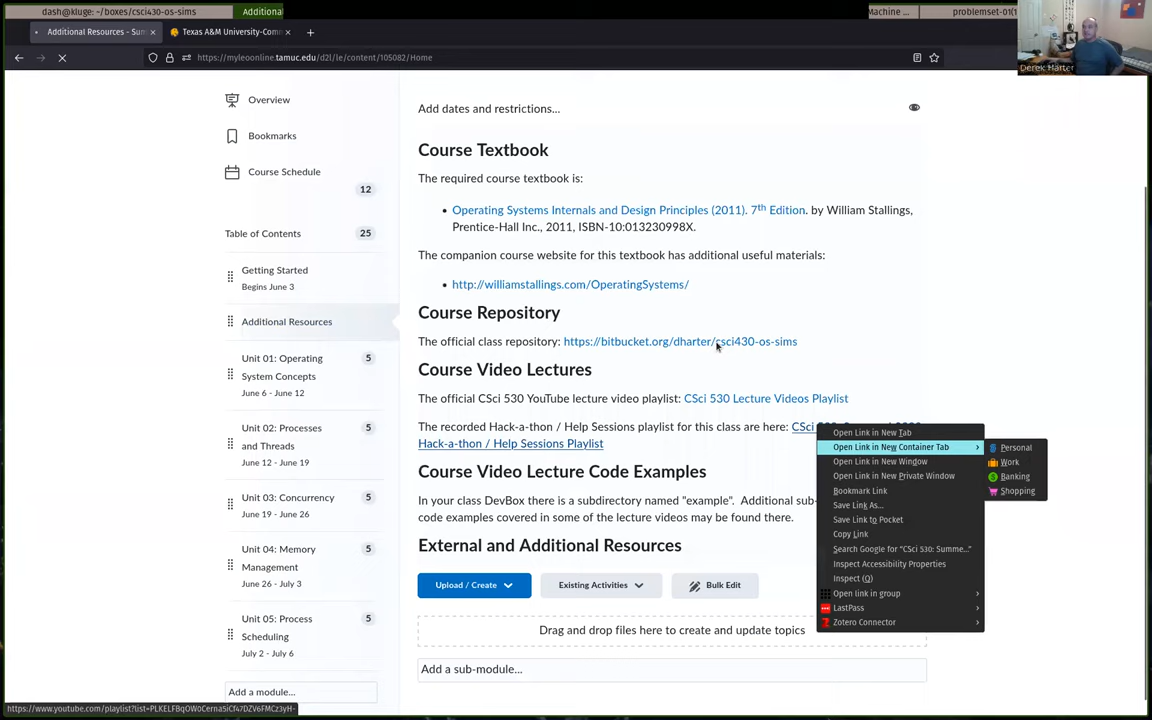 dash@kluge: ~/boxes/csci430-os-sims
Additional
Machine ...
problemset-01(1
Additional Resources - Sum
Texas A&M University-Comm
https://myleoonline.tamuc.edu/d2l/le/content/105082/Home
Derek Harter
Overview
Bookmarks
Course Schedule
12
Table of Contents
25
Getting Started
Begins June 3
Additional Resources
Unit 01: Operating
System Concepts
5
June 6 - June 12
Unit 02: Processes
and Threads
5
June 12 - June 19
Unit 03: Concurrency
5
June 19 - June 26
Unit 04: Memory
Management
5
June 26 - July 3
Unit 05: Process
Scheduling
5
July 2 - July 6
Add a module...
Add dates and restrictions...
Course Textbook
The required course textbook is:
• Operating Systems Internals and Design Principles (2011). 7th Edition. by William Stallings,
Prentice-Hall Inc., 2011, ISBN-10:013230998X.
The companion course website for this textbook has additional useful materials:
• http://williamstallings.com/OperatingSystems/
Course Repository
The official class repository: https://bitbucket.org/dharter/csci430-os-sims
Course Video Lectures
The official CSci 530 YouTube lecture video playlist: CSci 530 Lecture Videos Playlist
The recorded Hack-a-thon / Help Sessions playlist for this class are here: CSci
Hack-a-thon / Help Sessions Playlist
Course Video Lecture Code Examples
In your class DevBox there is a subdirectory named "example". Additional
code examples covered in some of the lecture videos may be found there.
External and Additional Resources
Upload / Create
Existing Activities
Bulk Edit
Drag and drop files here to create and update topics
Add a sub-module...
Open Link in New Tab
Open Link in New Container Tab
Open Link in New Window
Open Link in New Private Window
Bookmark Link
Save Link As...
Save Link to Pocket
Copy Link
Search Google for "CSci 530: Summe..."
Inspect Accessibility Properties
Inspect (Q)
Open link in group
LastPass
Zotero Connector
Personal
Work
Banking
Shopping